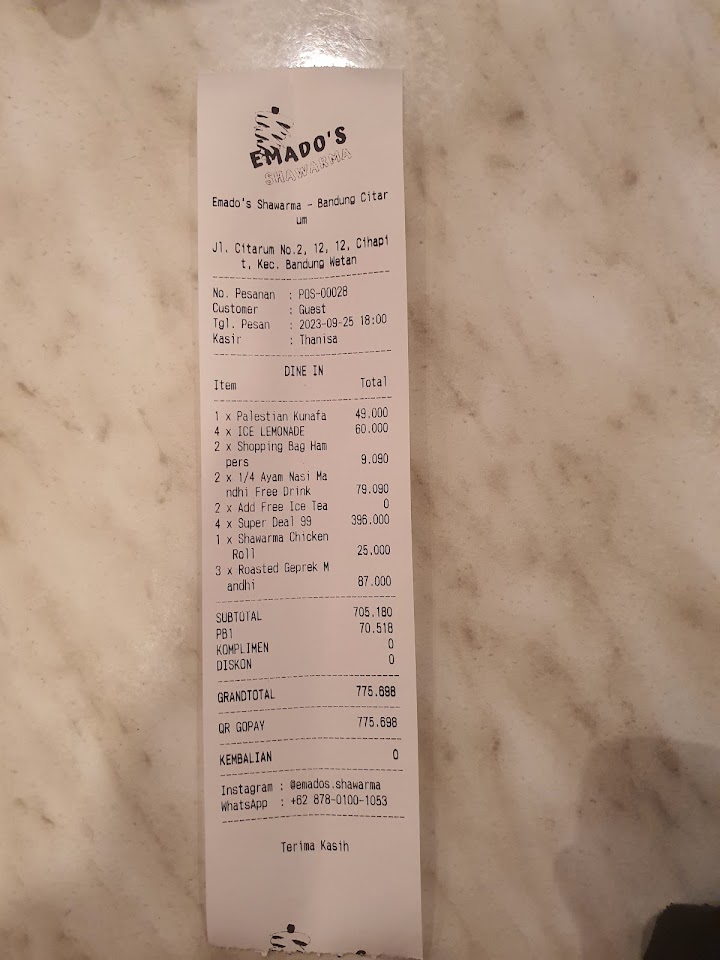 EMADO'S
SHAWARMA
Emado's Shawarma - Bandung Citar
um
Jl. Citarum No.2, 12, 12, Cihapi
t, Kec. Bandung Wetan
No. Pesanan : POS-00028
Customer : Guest
Tgl. Pesan : 2023-09-25 18:00
Kasir : Thanisa
DINE IN
Item Total
1 x Palestian Kunafa 49.000
4 x ICE LEMONADE 60.000
2 x Shopping Bag Ham
pers 9.090
2 x 1/4 Ayam Nasi Ma
ndhi Free Drink 79.090
2 x Add Free Ice Tea 0
4 x Super Deal 99 396.000
1 x Shawarma Chicken
Roll 25.000
3 x Roasted Geprek M
andhi 87.000
SUBTOTAL 705.180
PB1 70.518
KOMPLIMEN 0
DISKON 0
GRANDTOTAL 775.698
QR GOPAY 775.698
KEMBALIAN 0
Instagram : @emados.shawarma
WhatsApp : +62 878-0100-1053
Terima Kasih